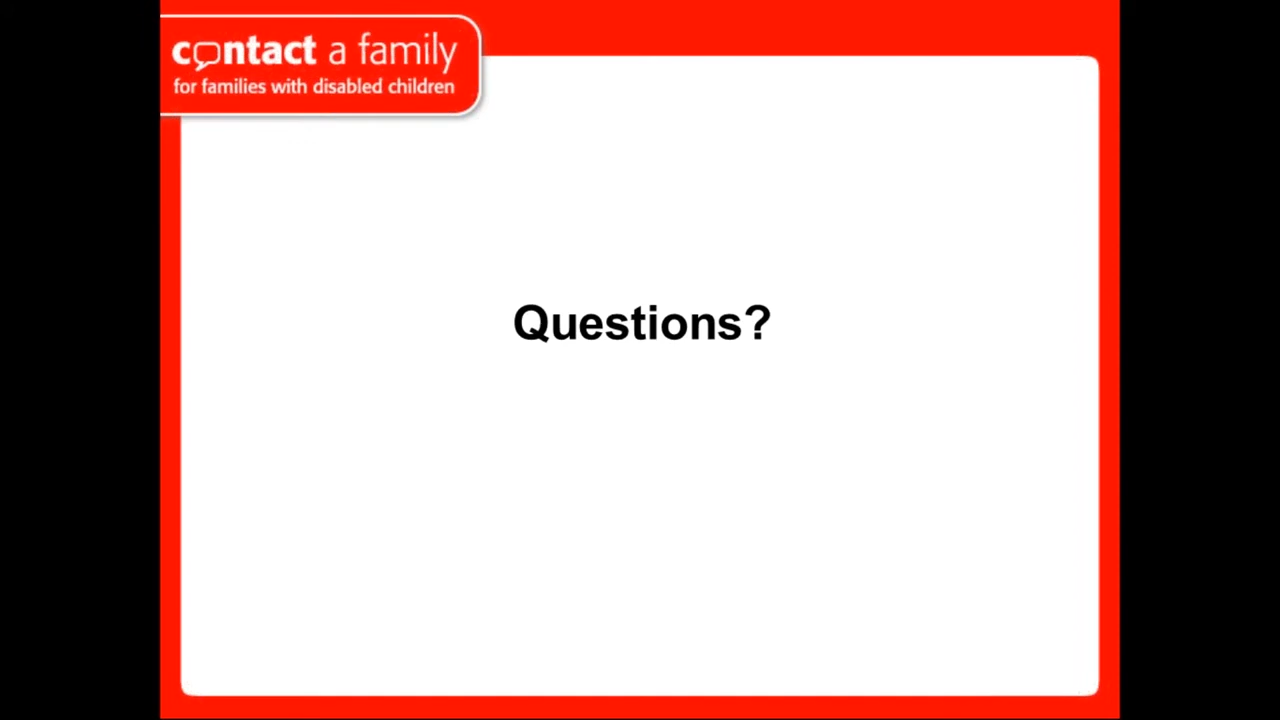 contact a family
for families with disabled children
Questions?